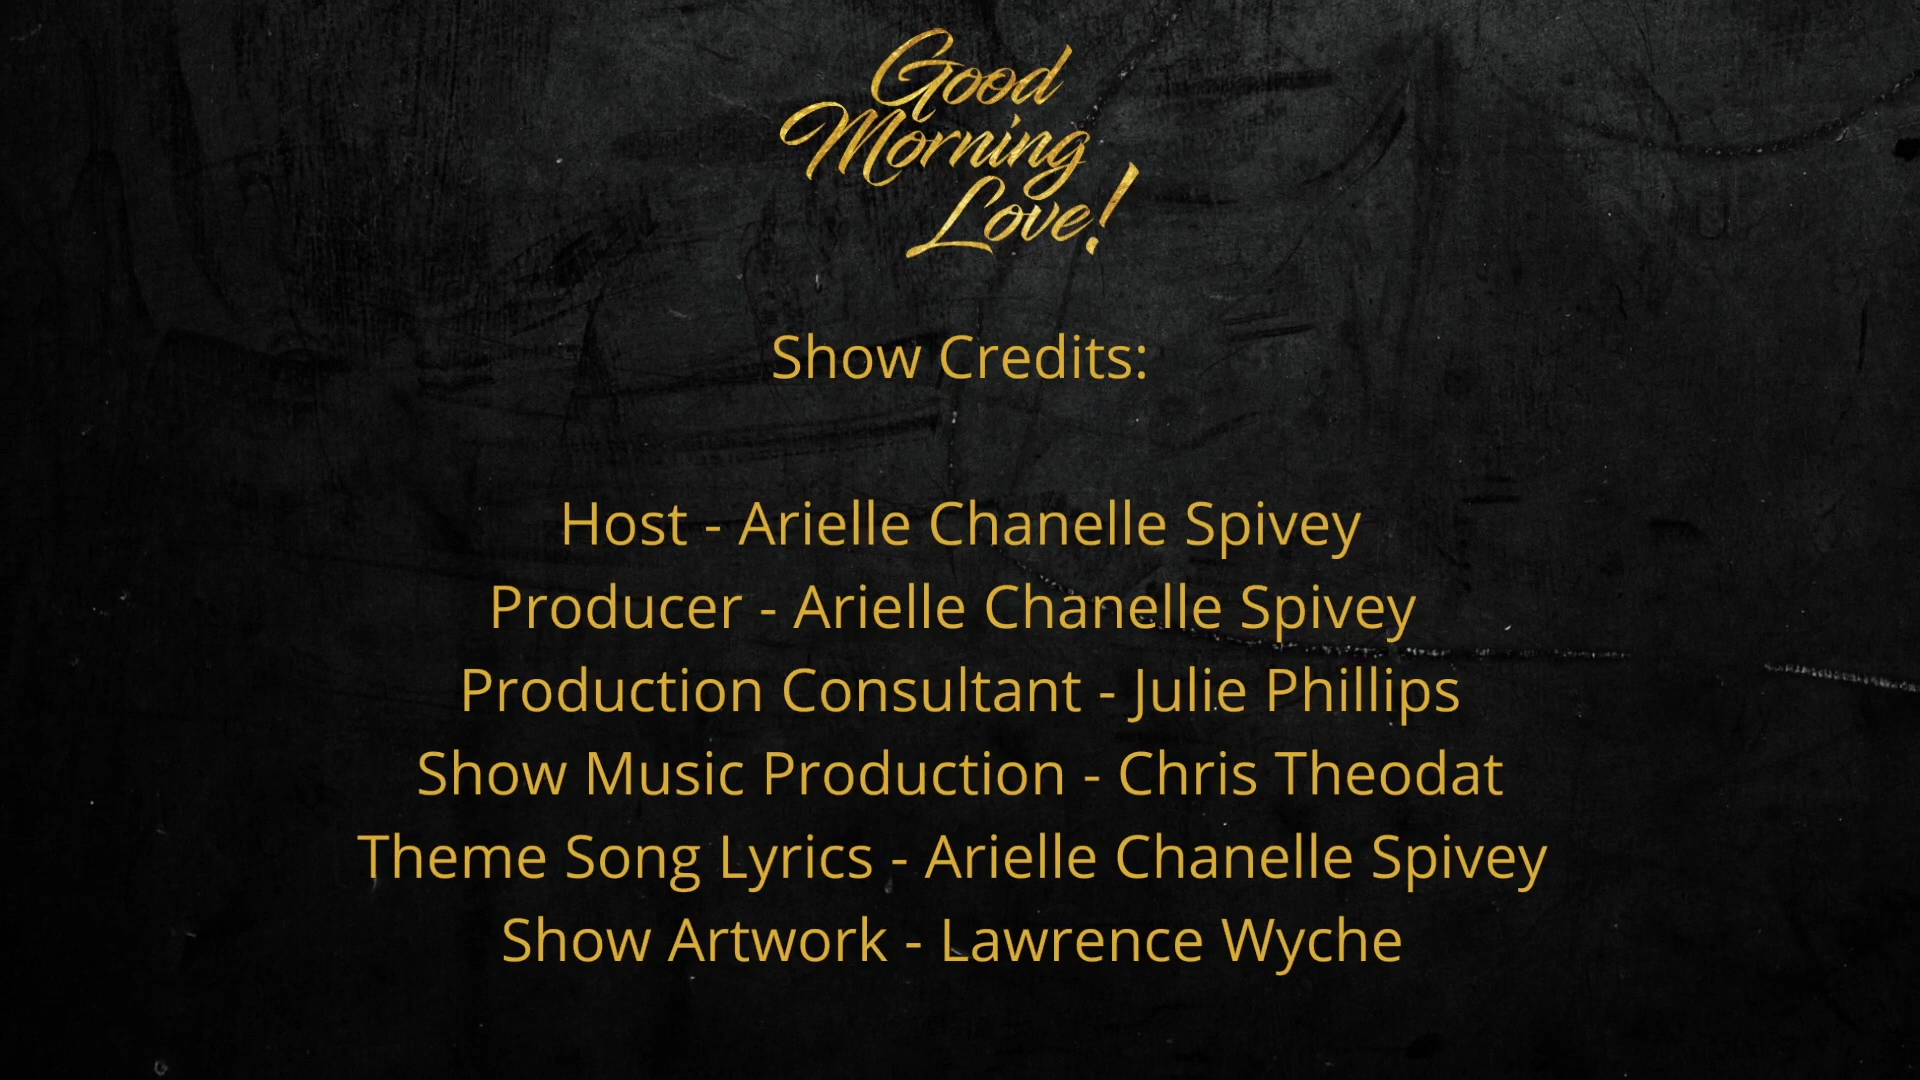 Good
Morning
Love!
Show Credits:
Host - Arielle Chanelle Spivey
Producer - Arielle Chanelle Spivey
Production Consultant - Julie Phillips
Show Music Production - Chris Theodat
Theme Song Lyrics - Arielle Chanelle Spivey
Show Artwork - Lawrence Wyche